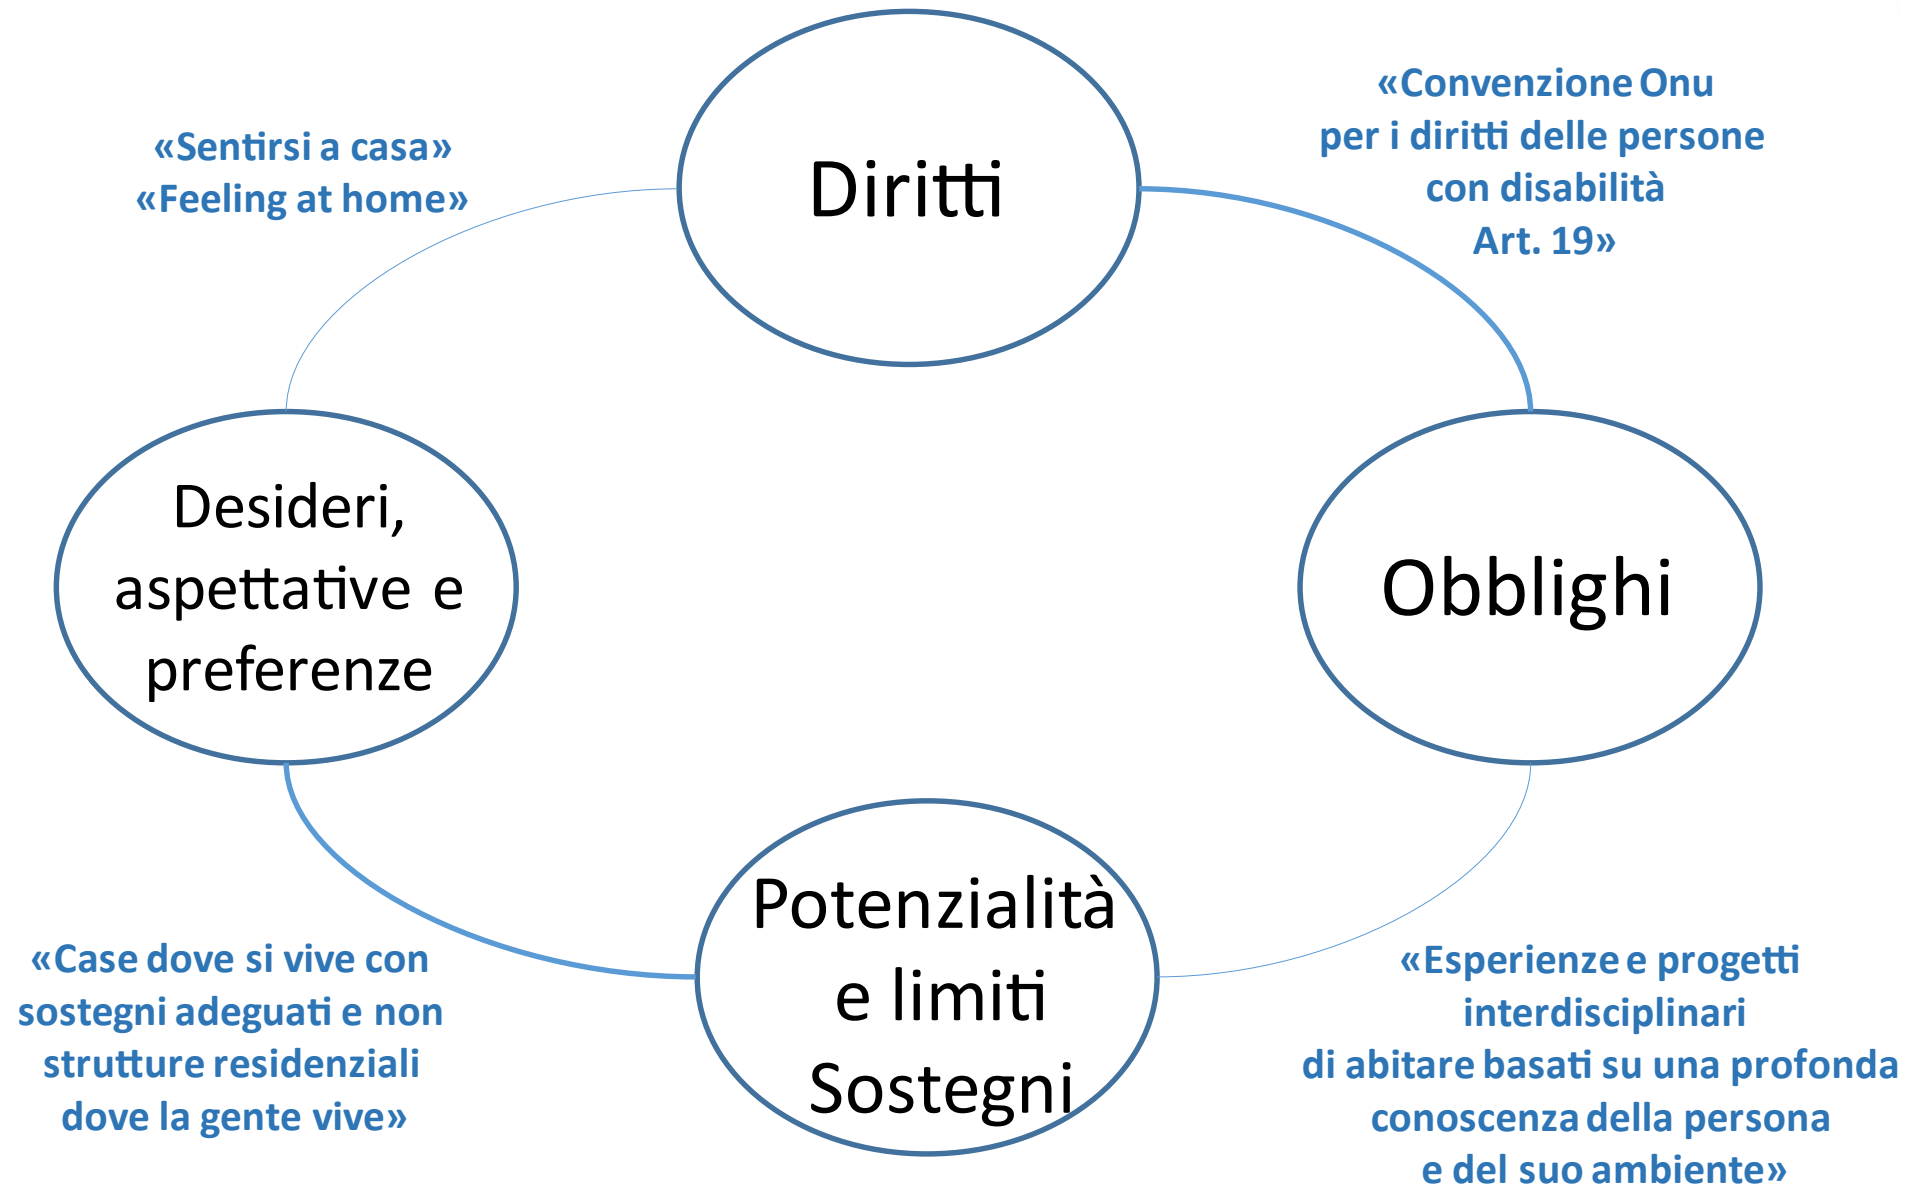 Diritti
«Convenzione Onu
per i diritti delle persone
con disabilità
Art. 19»
«Sentirsi a casa»
«Feeling at home»
Desideri,
aspettative e
preferenze
Obblighi
Potenzialità
e limiti
Sostegni
«Case dove si vive con
sostegni adeguati e non
strutture residenziali
dove la gente vive»
«Esperienze e progetti
interdisciplinari
di abitare basati su una profonda
conoscenza della persona
e del suo ambiente»